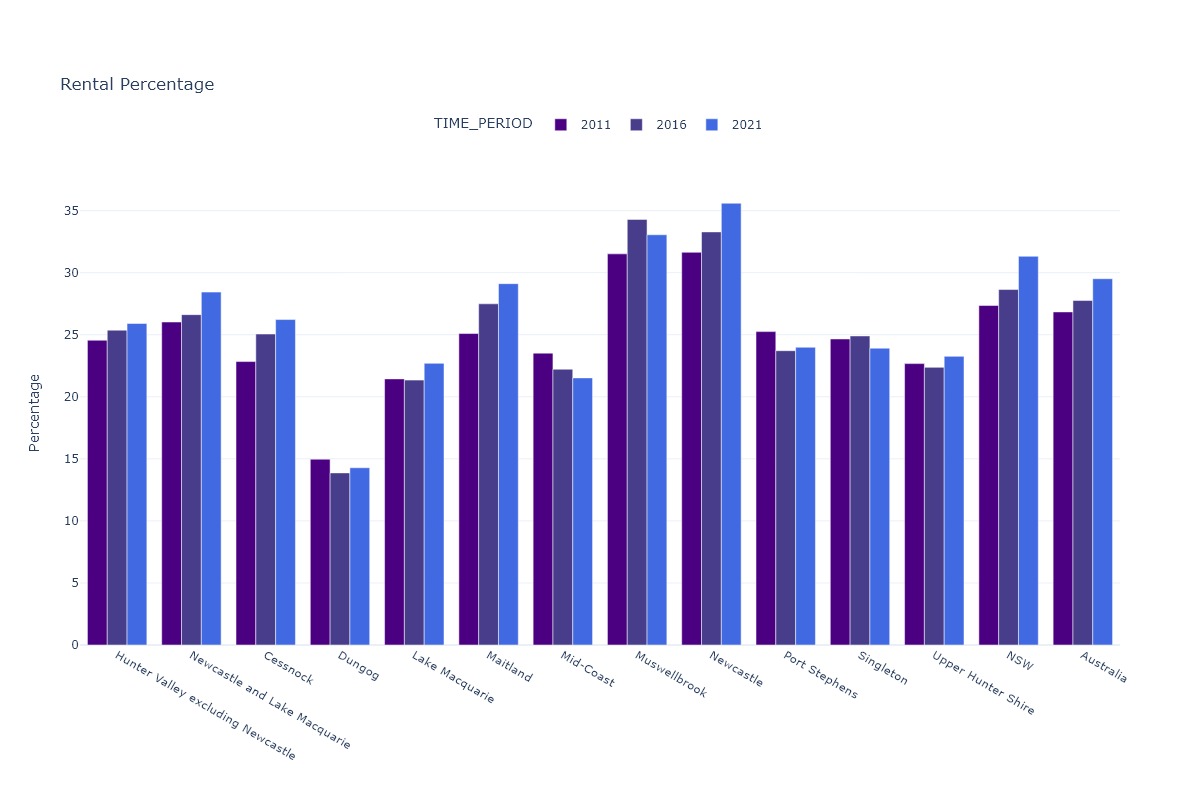 Rental Percentage
TIME_PERIOD 2011 2016 2021
Percentage
35
30
25
20
15
10
5
0
Hunter Valley excluding Newcastle
Newcastle and Lake Macquarie
Cessnock
Dungog
Lake Macquarie
Maitland
Mid-Coast
Muswellbrook
Newcastle
Port Stephens
Singleton
Upper Hunter Shire
NSW
Australia